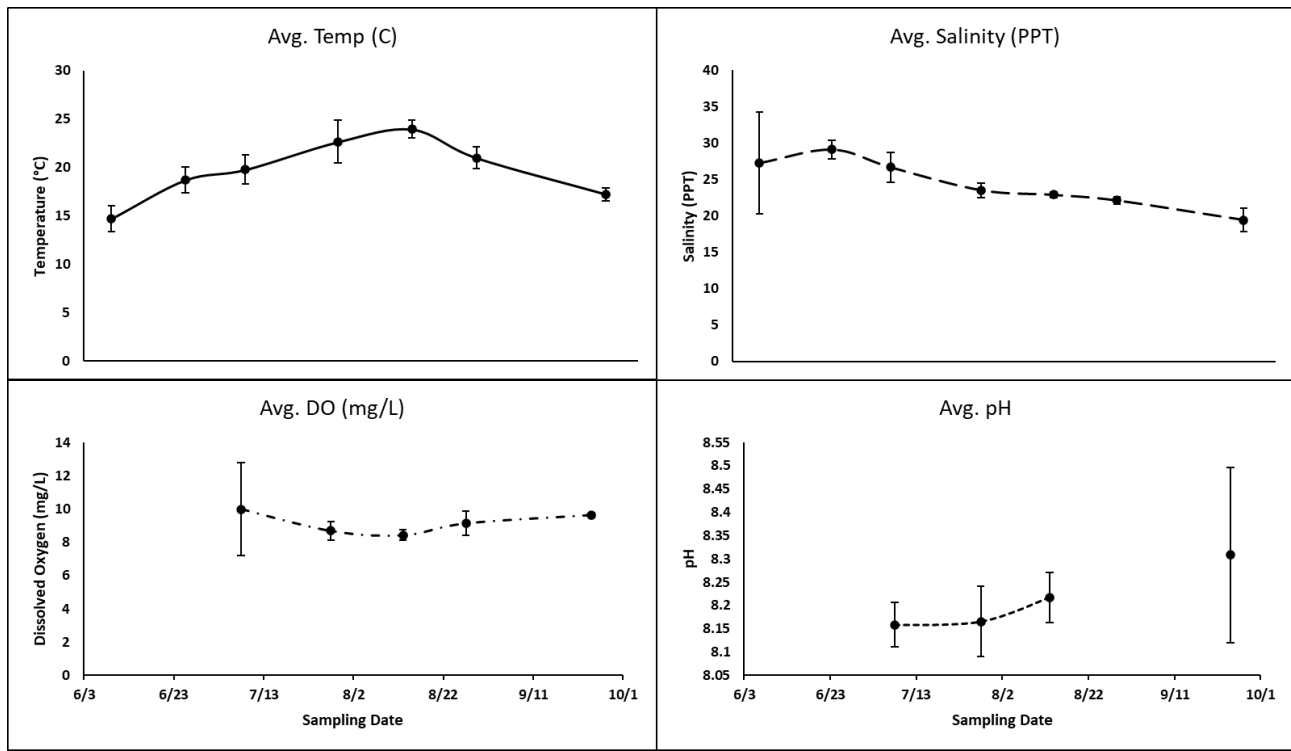 Avg. Temp (C)
30
25
20
15
10
5
0
Temperature (°C)
Avg. Salinity (PPT)
40
35
30
25
20
15
10
5
0
Salinity (PPT)
Avg. DO (mg/L)
14
12
10
8
6
4
2
0
Dissolved Oxygen (mg/L)
6/3 6/23 7/13 8/2 8/22 9/11 10/1
Sampling Date
Avg. pH
8.55
8.5
8.45
8.4
8.35
8.3
8.25
8.2
8.15
8.1
8.05
pH
6/3 6/23 7/13 8/2 8/22 9/11 10/1
Sampling Date